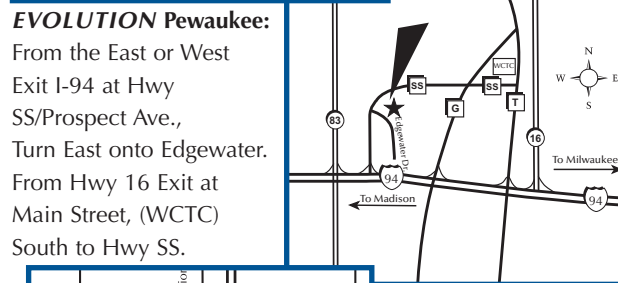 EVOLUTION Pewaukee:
From the East or West
Exit I-94 at Hwy
SS/Prospect Ave.,
Turn East onto Edgewater.
From Hwy 16 Exit at
Main Street, (WCTC)
South to Hwy SS.
WCTC
SS
SS
G
T
83
Edgewater Dr.
16
N
W
E
S
To Milwaukee
94
94
To Madison